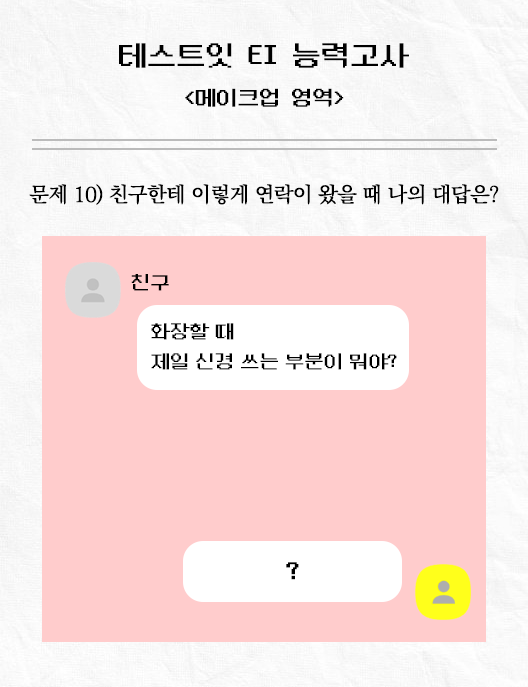 테스트잇 EI 능력고사
<메이크업 영역>
문제 10) 친구한테 이렇게 연락이 왔을 때 나의 대답은?
친구
화장할 때
제일 신경 쓰는 부분이 뭐야?
?